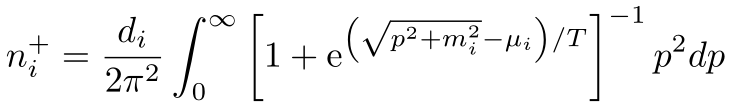 $n_i^+ = \frac{d_i}{2\pi^2} \int_0^\infty \left[ 1 + \mathrm{e}^{\left( \sqrt{p^2 + m_i^2} - \mu_i \right) / T} \right]^{-1} p^2 dp$